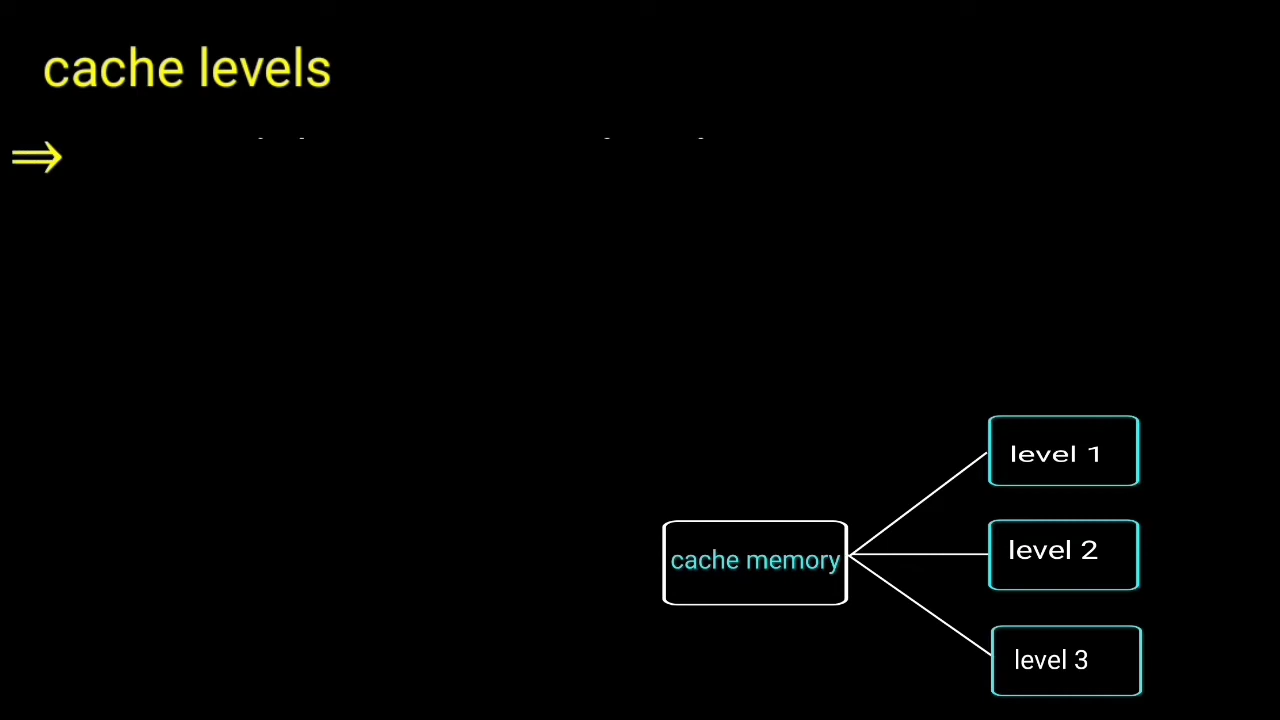 cache levels
⇒
level 1
level 2
cache memory
level 3